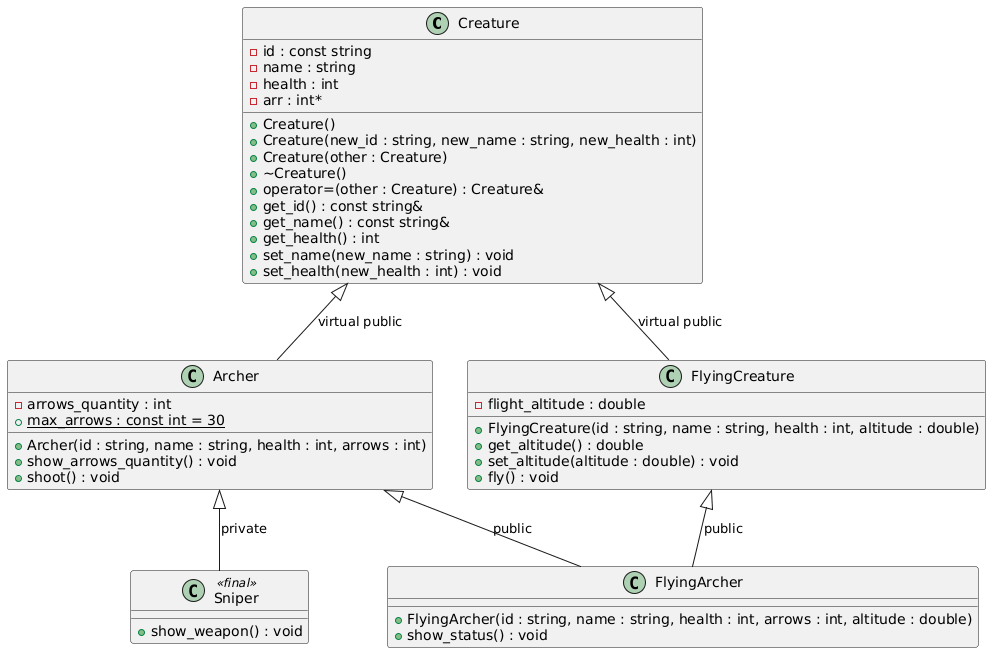 C Creature
id : const string
name : string
health : int
arr : int*
Creature()
Creature(new_id : string, new_name : string, new_health : int)
Creature(other : Creature)
~Creature()
operator=(other : Creature) : Creature&
get_id() : const string&
get_name() : const string&
get_health() : int
set_name(new_name : string) : void
set_health(new_health : int) : void
virtual public
virtual public
C Archer
arrows_quantity : int
max_arrows : const int = 30
Archer(id : string, name : string, health : int, arrows : int)
show_arrows_quantity() : void
shoot() : void
C FlyingCreature
flight_altitude : double
FlyingCreature(id : string, name : string, health : int, altitude : double)
get_altitude() : double
set_altitude(altitude : double) : void
fly() : void
private
public
public
C «final»
Sniper
show_weapon() : void
C FlyingArcher
FlyingArcher(id : string, name : string, health : int, arrows : int, altitude : double)
show_status() : void